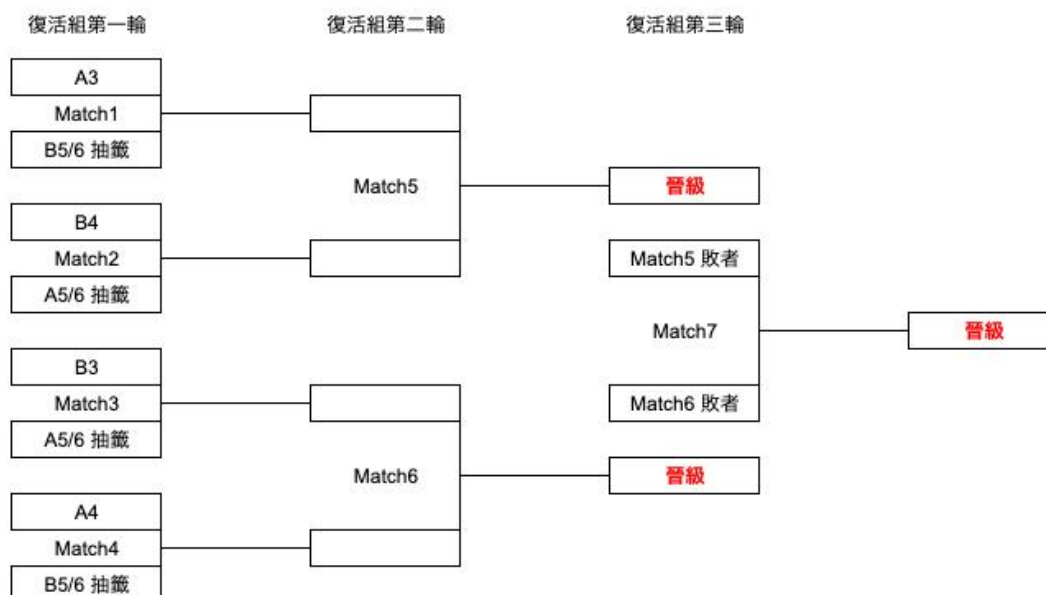 復活組第一輪
復活組第二輪
復活組第三輪
A3
Match1
B5/6 抽籤
B4
Match2
A5/6 抽籤
B3
Match3
A5/6 抽籤
A4
Match4
B5/6 抽籤
Match5
Match6
晉級
Match5 敗者
Match7
Match6 敗者
晉級
晉級